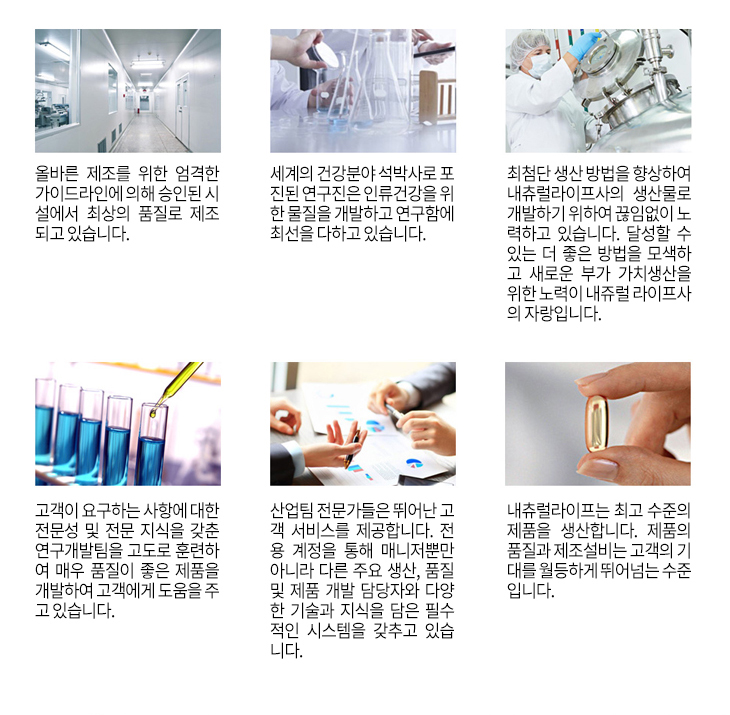 올바른 제조를 위한 엄격한
가이드라인에 의해 승인된 시
설에서 최상의 품질로 제조
되고 있습니다.
세계의 건강분야 석박사로 포
진된 연구진은 인류건강을 위
한 물질을 개발하고 연구함에
최선을 다하고 있습니다.
최첨단 생산 방법을 향상하여
내츄럴라이프사의 생산물로
개발하기 위하여 끊임없이 노
력하고 있습니다. 달성할 수
있는 더 좋은 방법을 모색하
고 새로운 부가 가치생산을
위한 노력이 내쥬럴 라이프사
의 자랑입니다.
고객이 요구하는 사항에 대한
전문성 및 전문 지식을 갖춘
연구개발팀을 고도로 훈련하
여 매우 품질이 좋은 제품을
개발하여 고객에게 도움을 주
고 있습니다.
산업팀 전문가들은 뛰어난 고
객 서비스를 제공합니다. 전
용 계정을 통해 매니저뿐만
아니라 다른 주요 생산, 품질
및 제품 개발 담당자와 다양
한 기술과 지식을 담은 필수
적인 시스템을 갖추고 있습
니다.
내츄럴라이프는 최고 수준의
제품을 생산합니다. 제품의
품질과 제조설비는 고객의 기
대를 월등하게 뛰어넘는 수준
입니다.